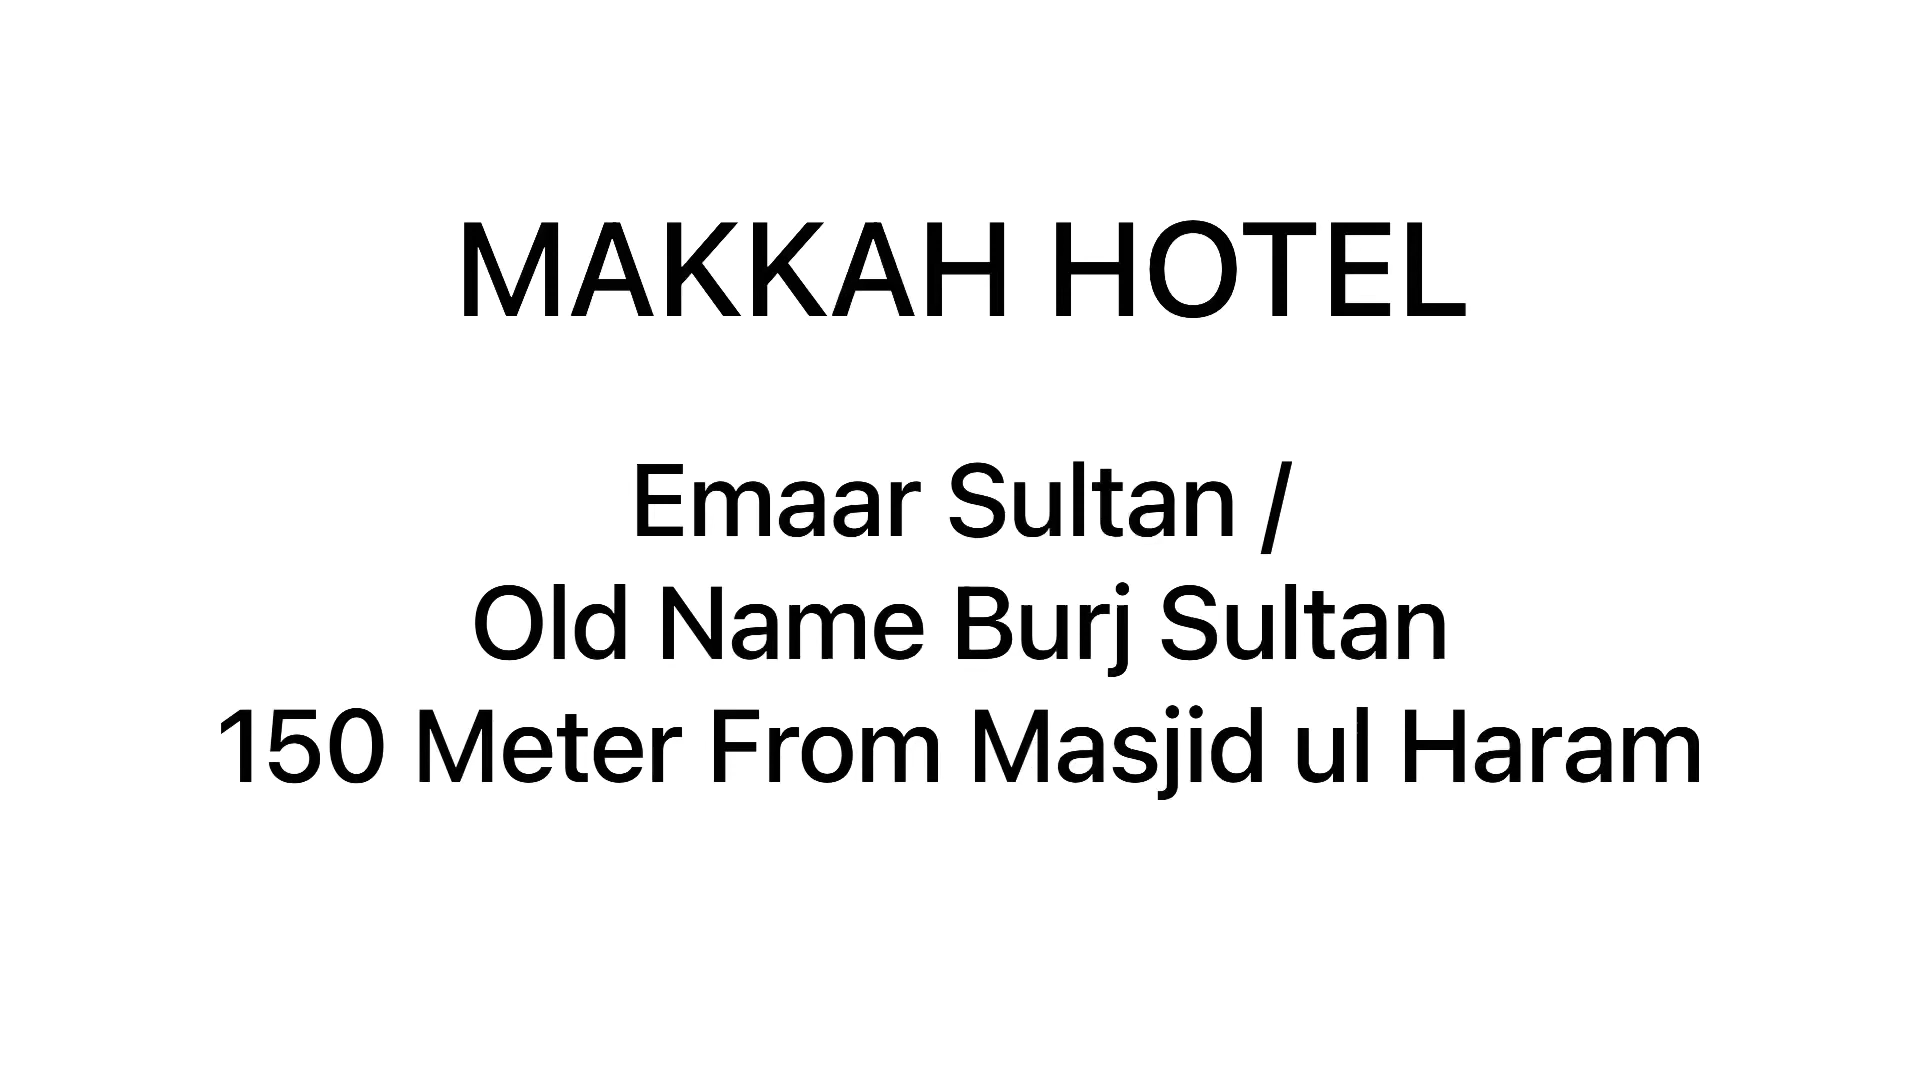 MAKKAH HOTEL
Emaar Sultan /
Old Name Burj Sultan
150 Meter From Masjid ul Haram